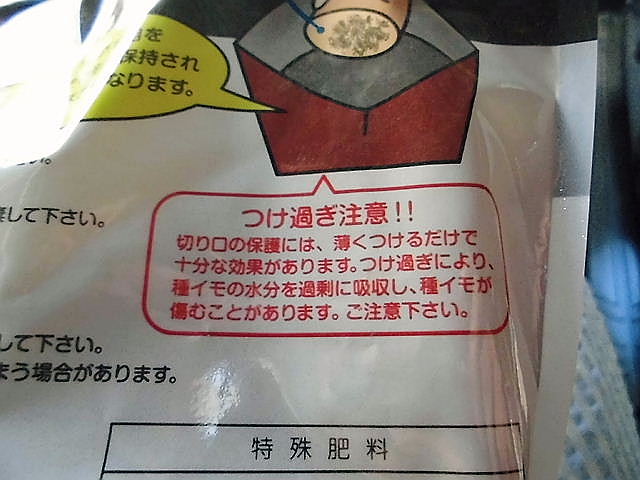 を
保持され
なります。
して下さい。
つけ過ぎ注意!!
切り口の保護には、薄くつけるだけで
十分な効果があります。つけ過ぎにより、
種イモの水分を過剰に吸収し、種イモが
傷むことがあります。ご注意下さい。
して下さい。
まう場合があります。
特殊肥料